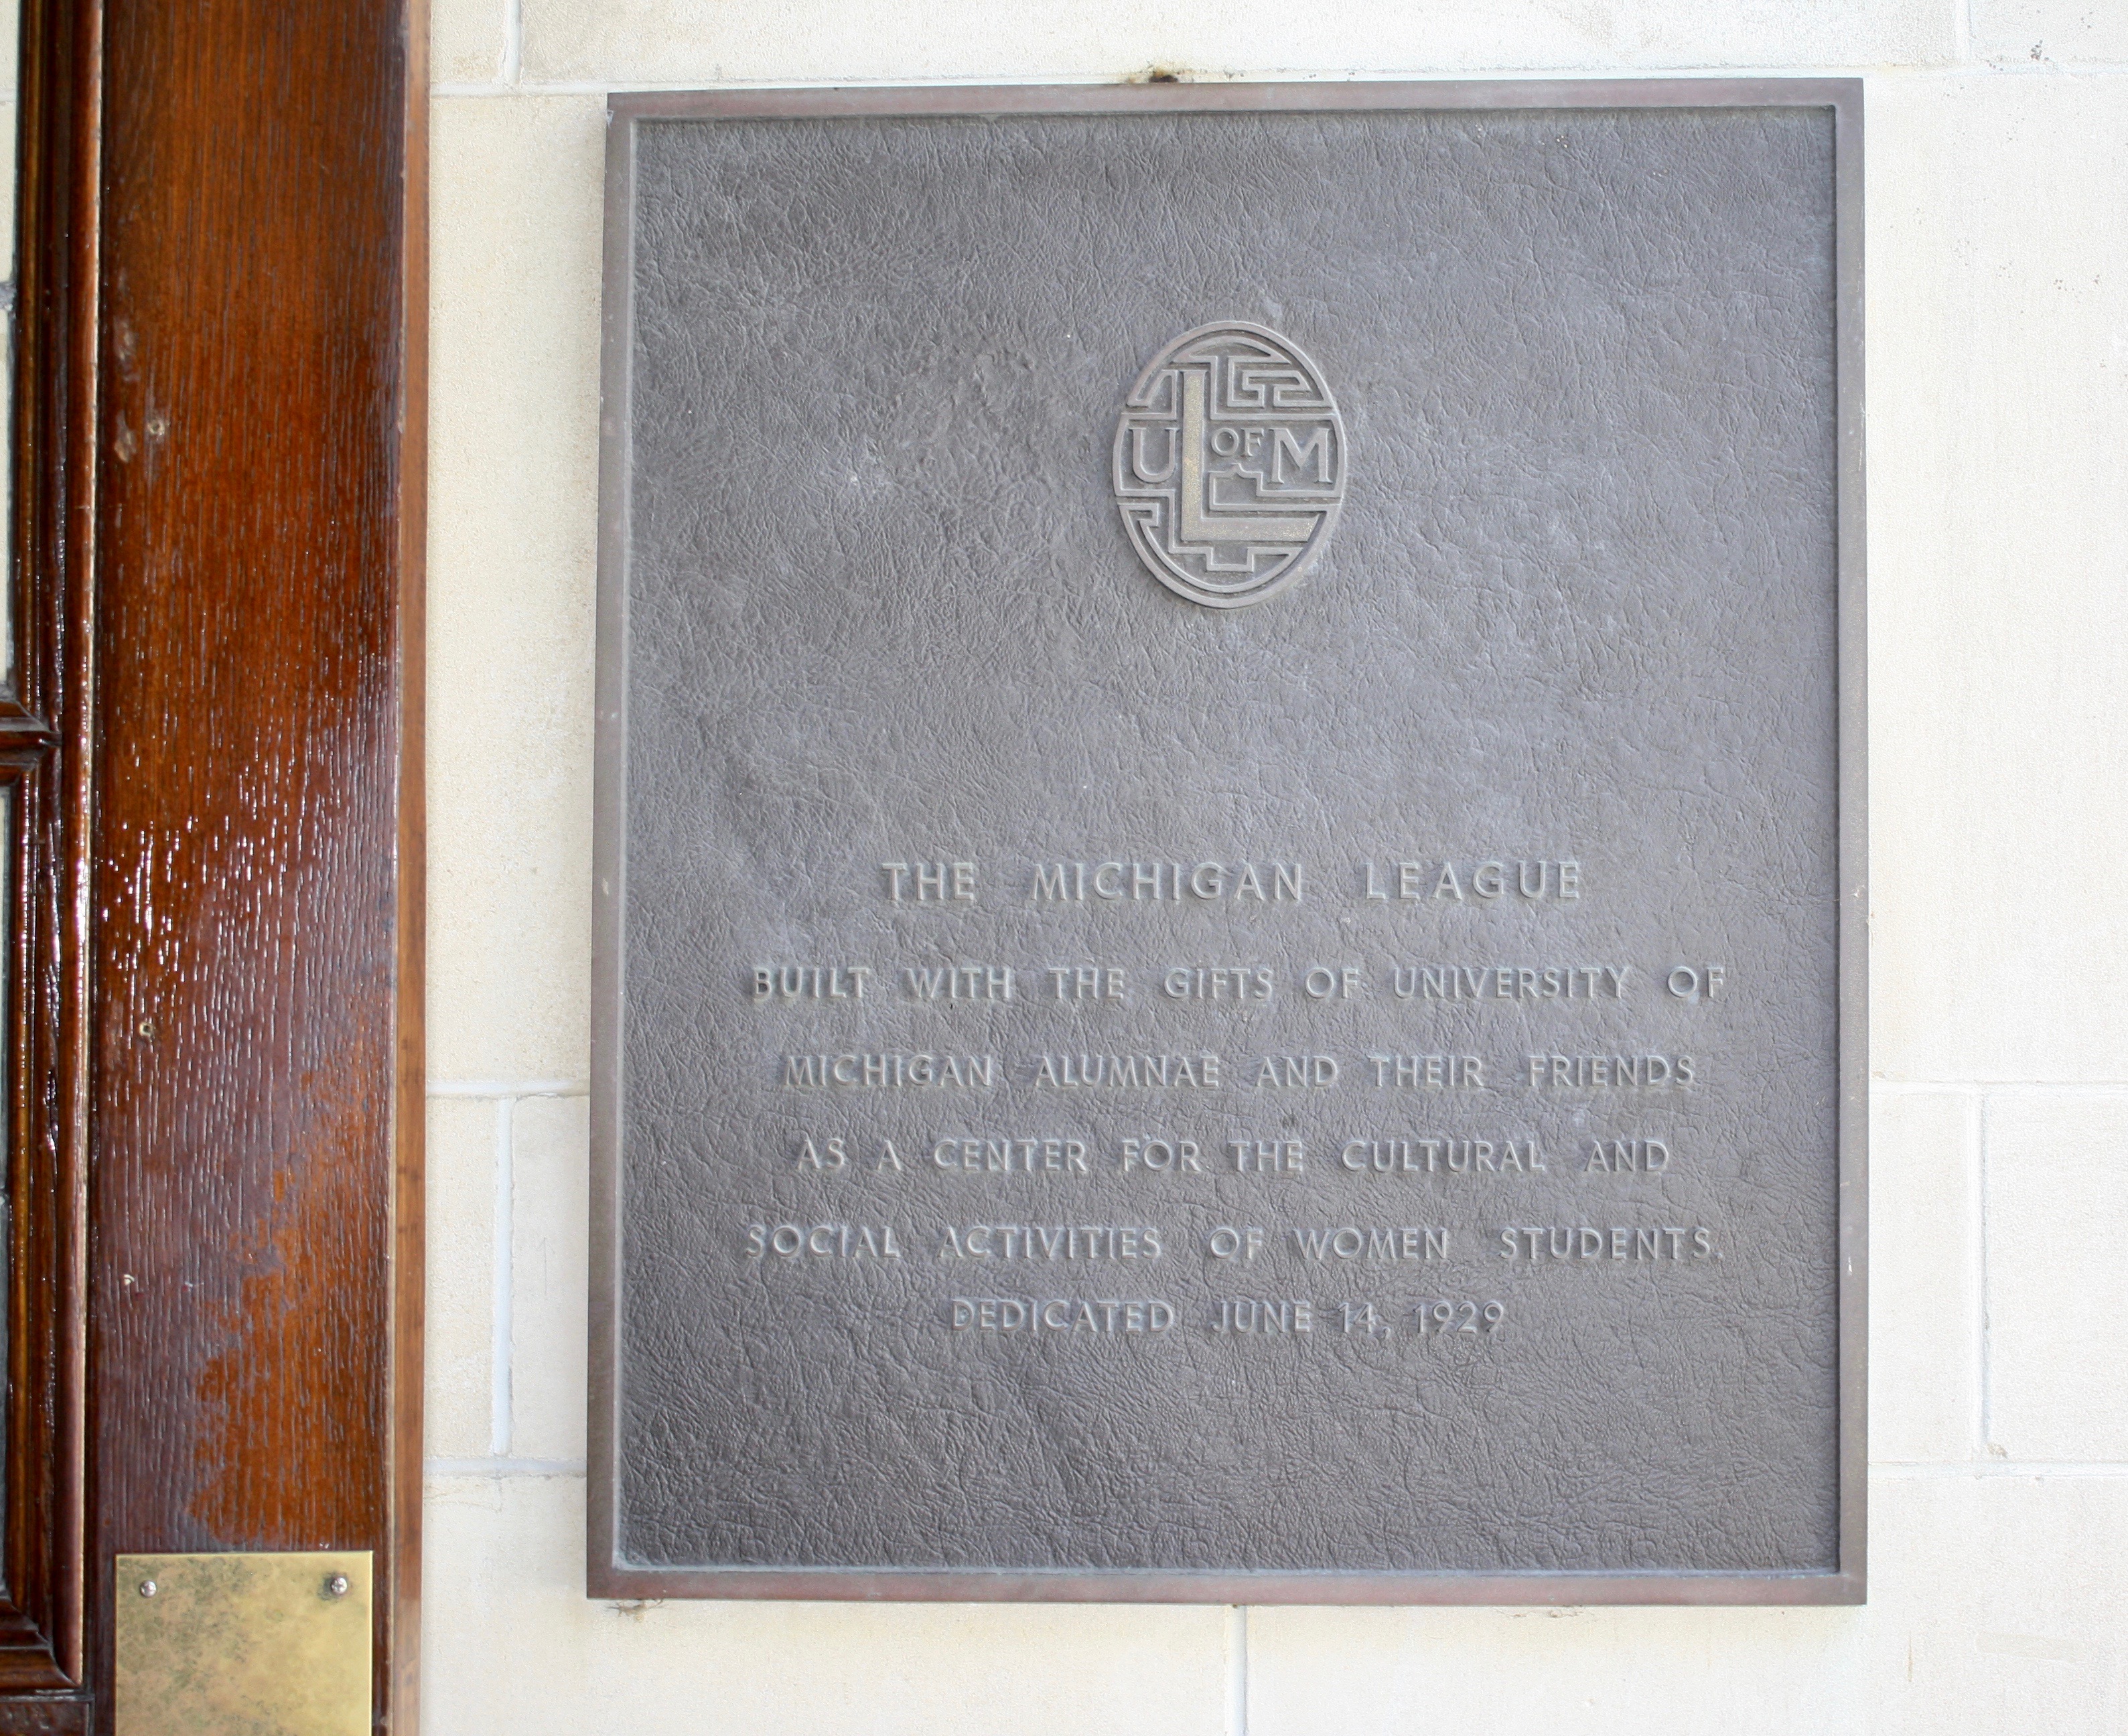 U L OF M
THE MICHIGAN LEAGUE
BUILT WITH THE GIFTS OF UNIVERSITY OF
MICHIGAN ALUMNAE AND THEIR FRIENDS
AS A CENTER FOR THE CULTURAL AND
SOCIAL ACTIVITIES OF WOMEN STUDENTS.
DEDICATED JUNE 14, 1929